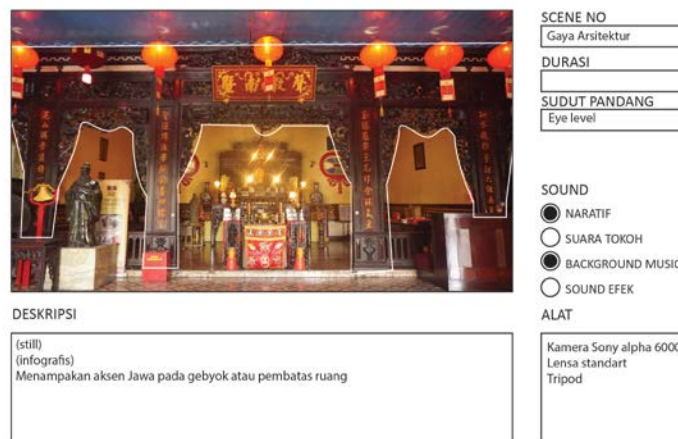 SCENE NO
Gaya Arsitektur
DURASI
SUDUT PANDANG
Eye level
SOUND
NARATIF
SUARA TOKOH
BACKGROUND MUSIC
SOUND EFEK
DESKRIPSI
(still)
(infografis)
Menampakan aksen Jawa pada gebyok atau pembatas ruang
ALAT
Kamera Sony alpha 6000
Lensa standart
Tripod